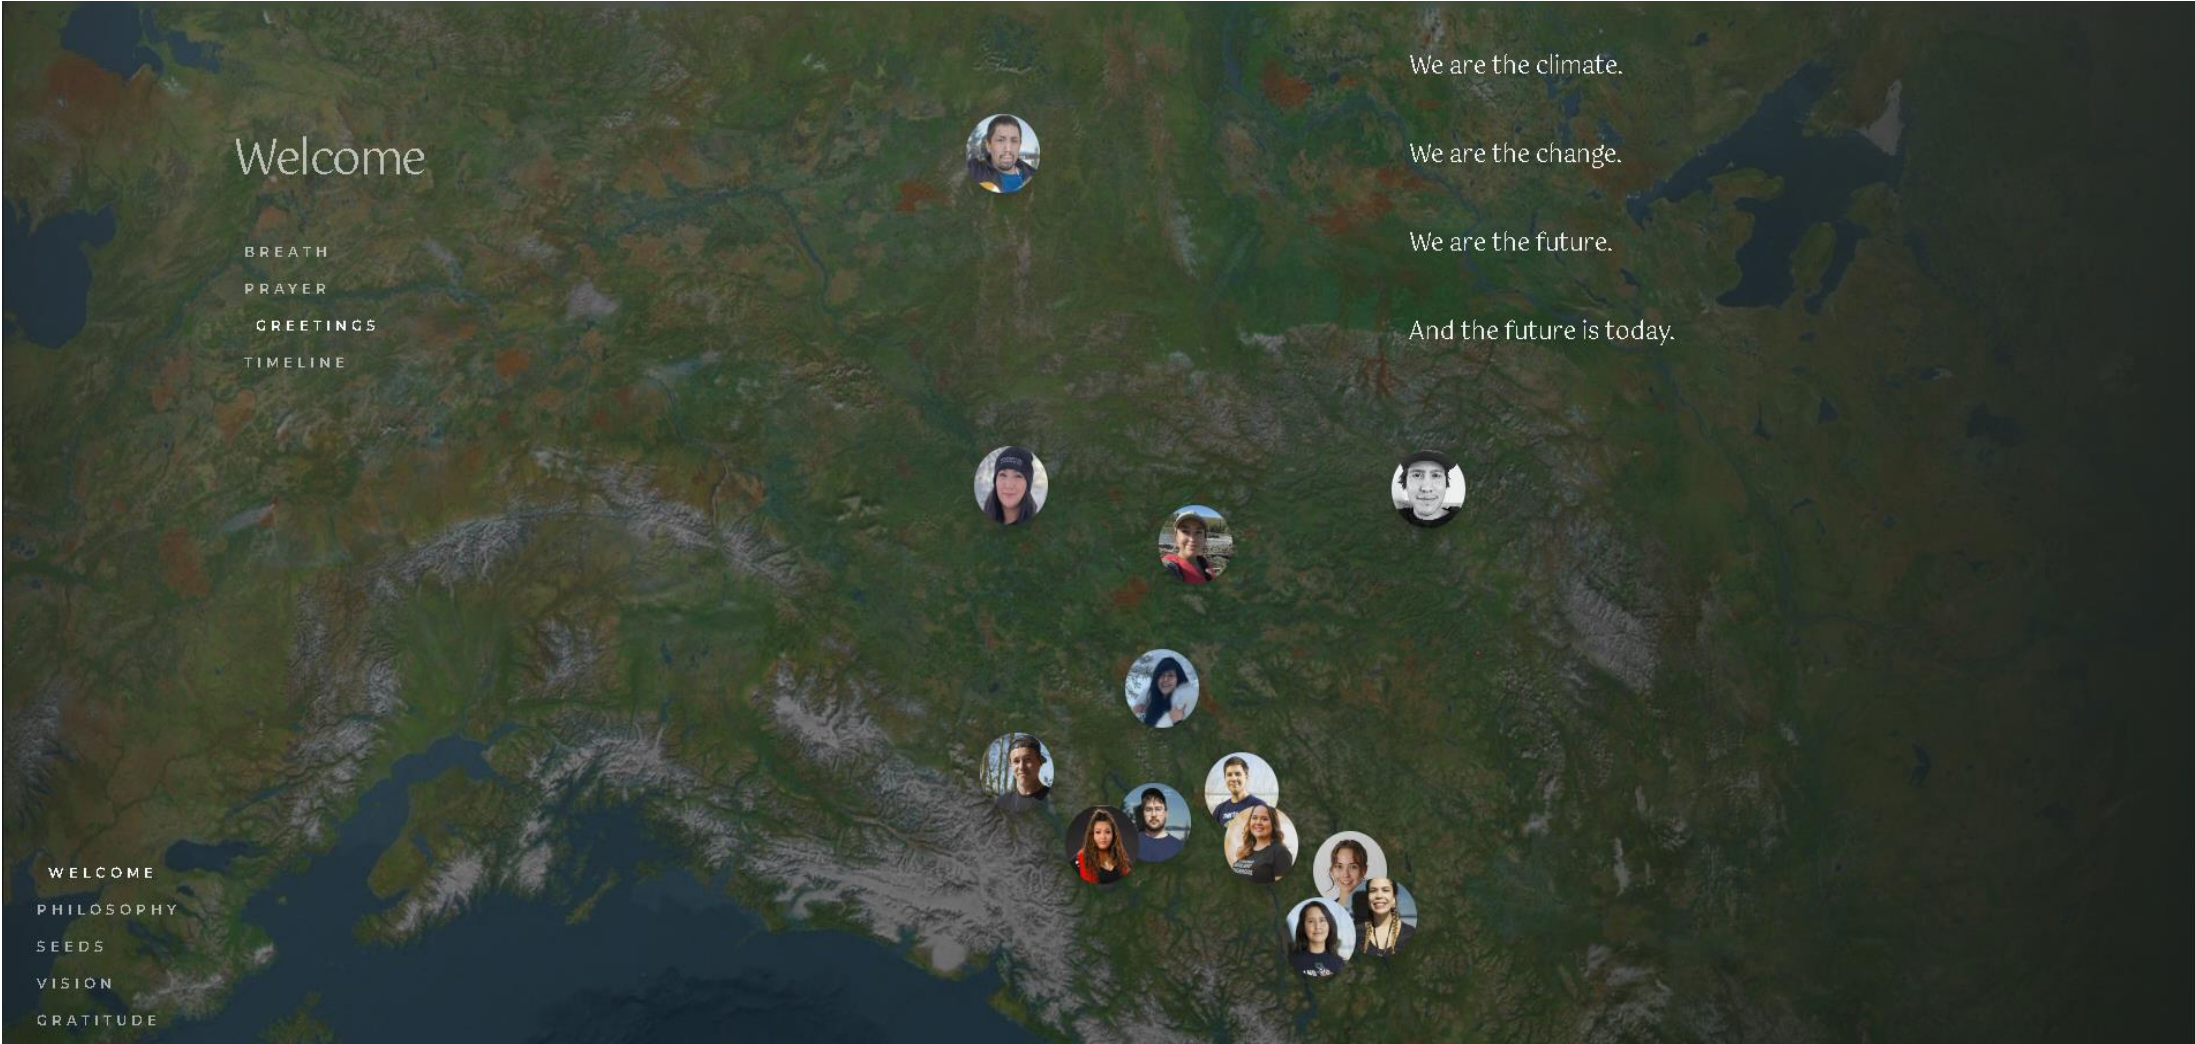 Welcome
BREATH
PRAYER
GREETINGS
TIMELINE
We are the climate.
We are the change.
We are the future.
And the future is today.
WELCOME
PHILOSOPHY
SEEDS
VISION
GRATITUDE